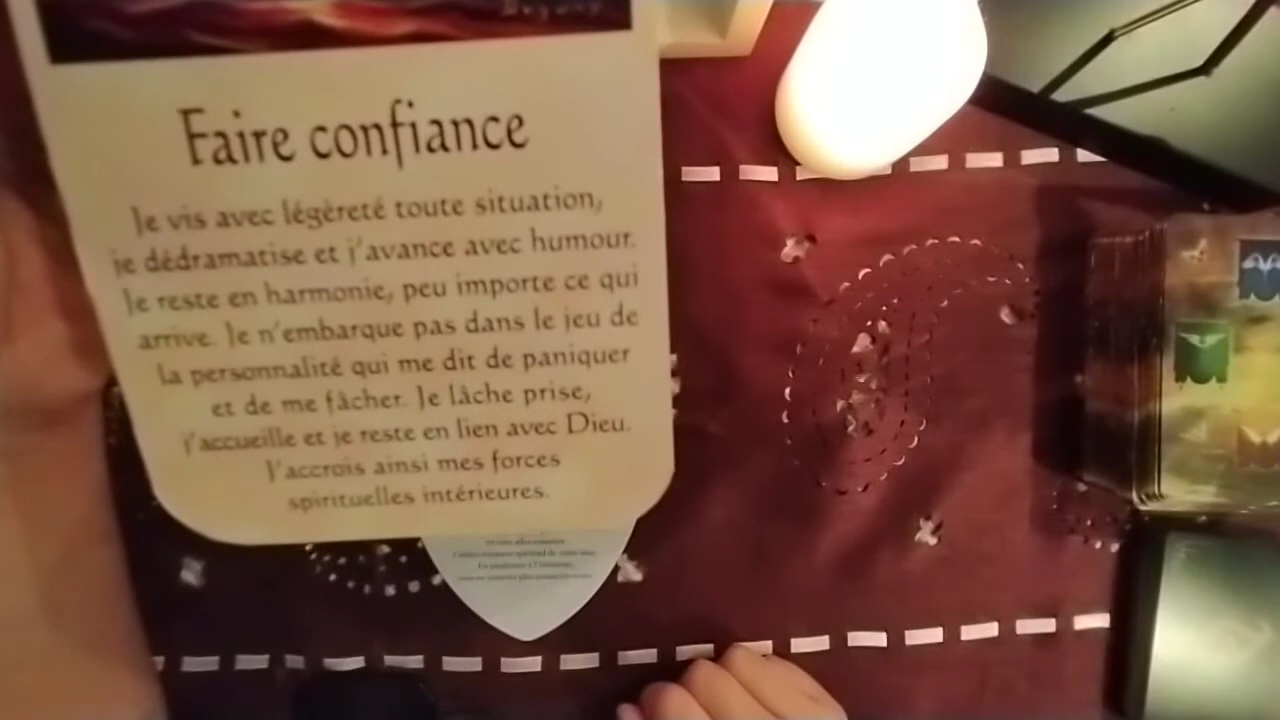 Faire confiance
Je vis avec légèreté toute situation,
je dédramatise et j'avance avec humour.
Je reste en harmonie, peu importe ce qui
arrive. Je n'embarque pas dans le jeu de
la personnalité qui me dit de paniquer
et de me fâcher. Je lâche prise,
j'accueille et je reste en lien avec Dieu.
J'accrois ainsi mes forces
spirituelles intérieures.